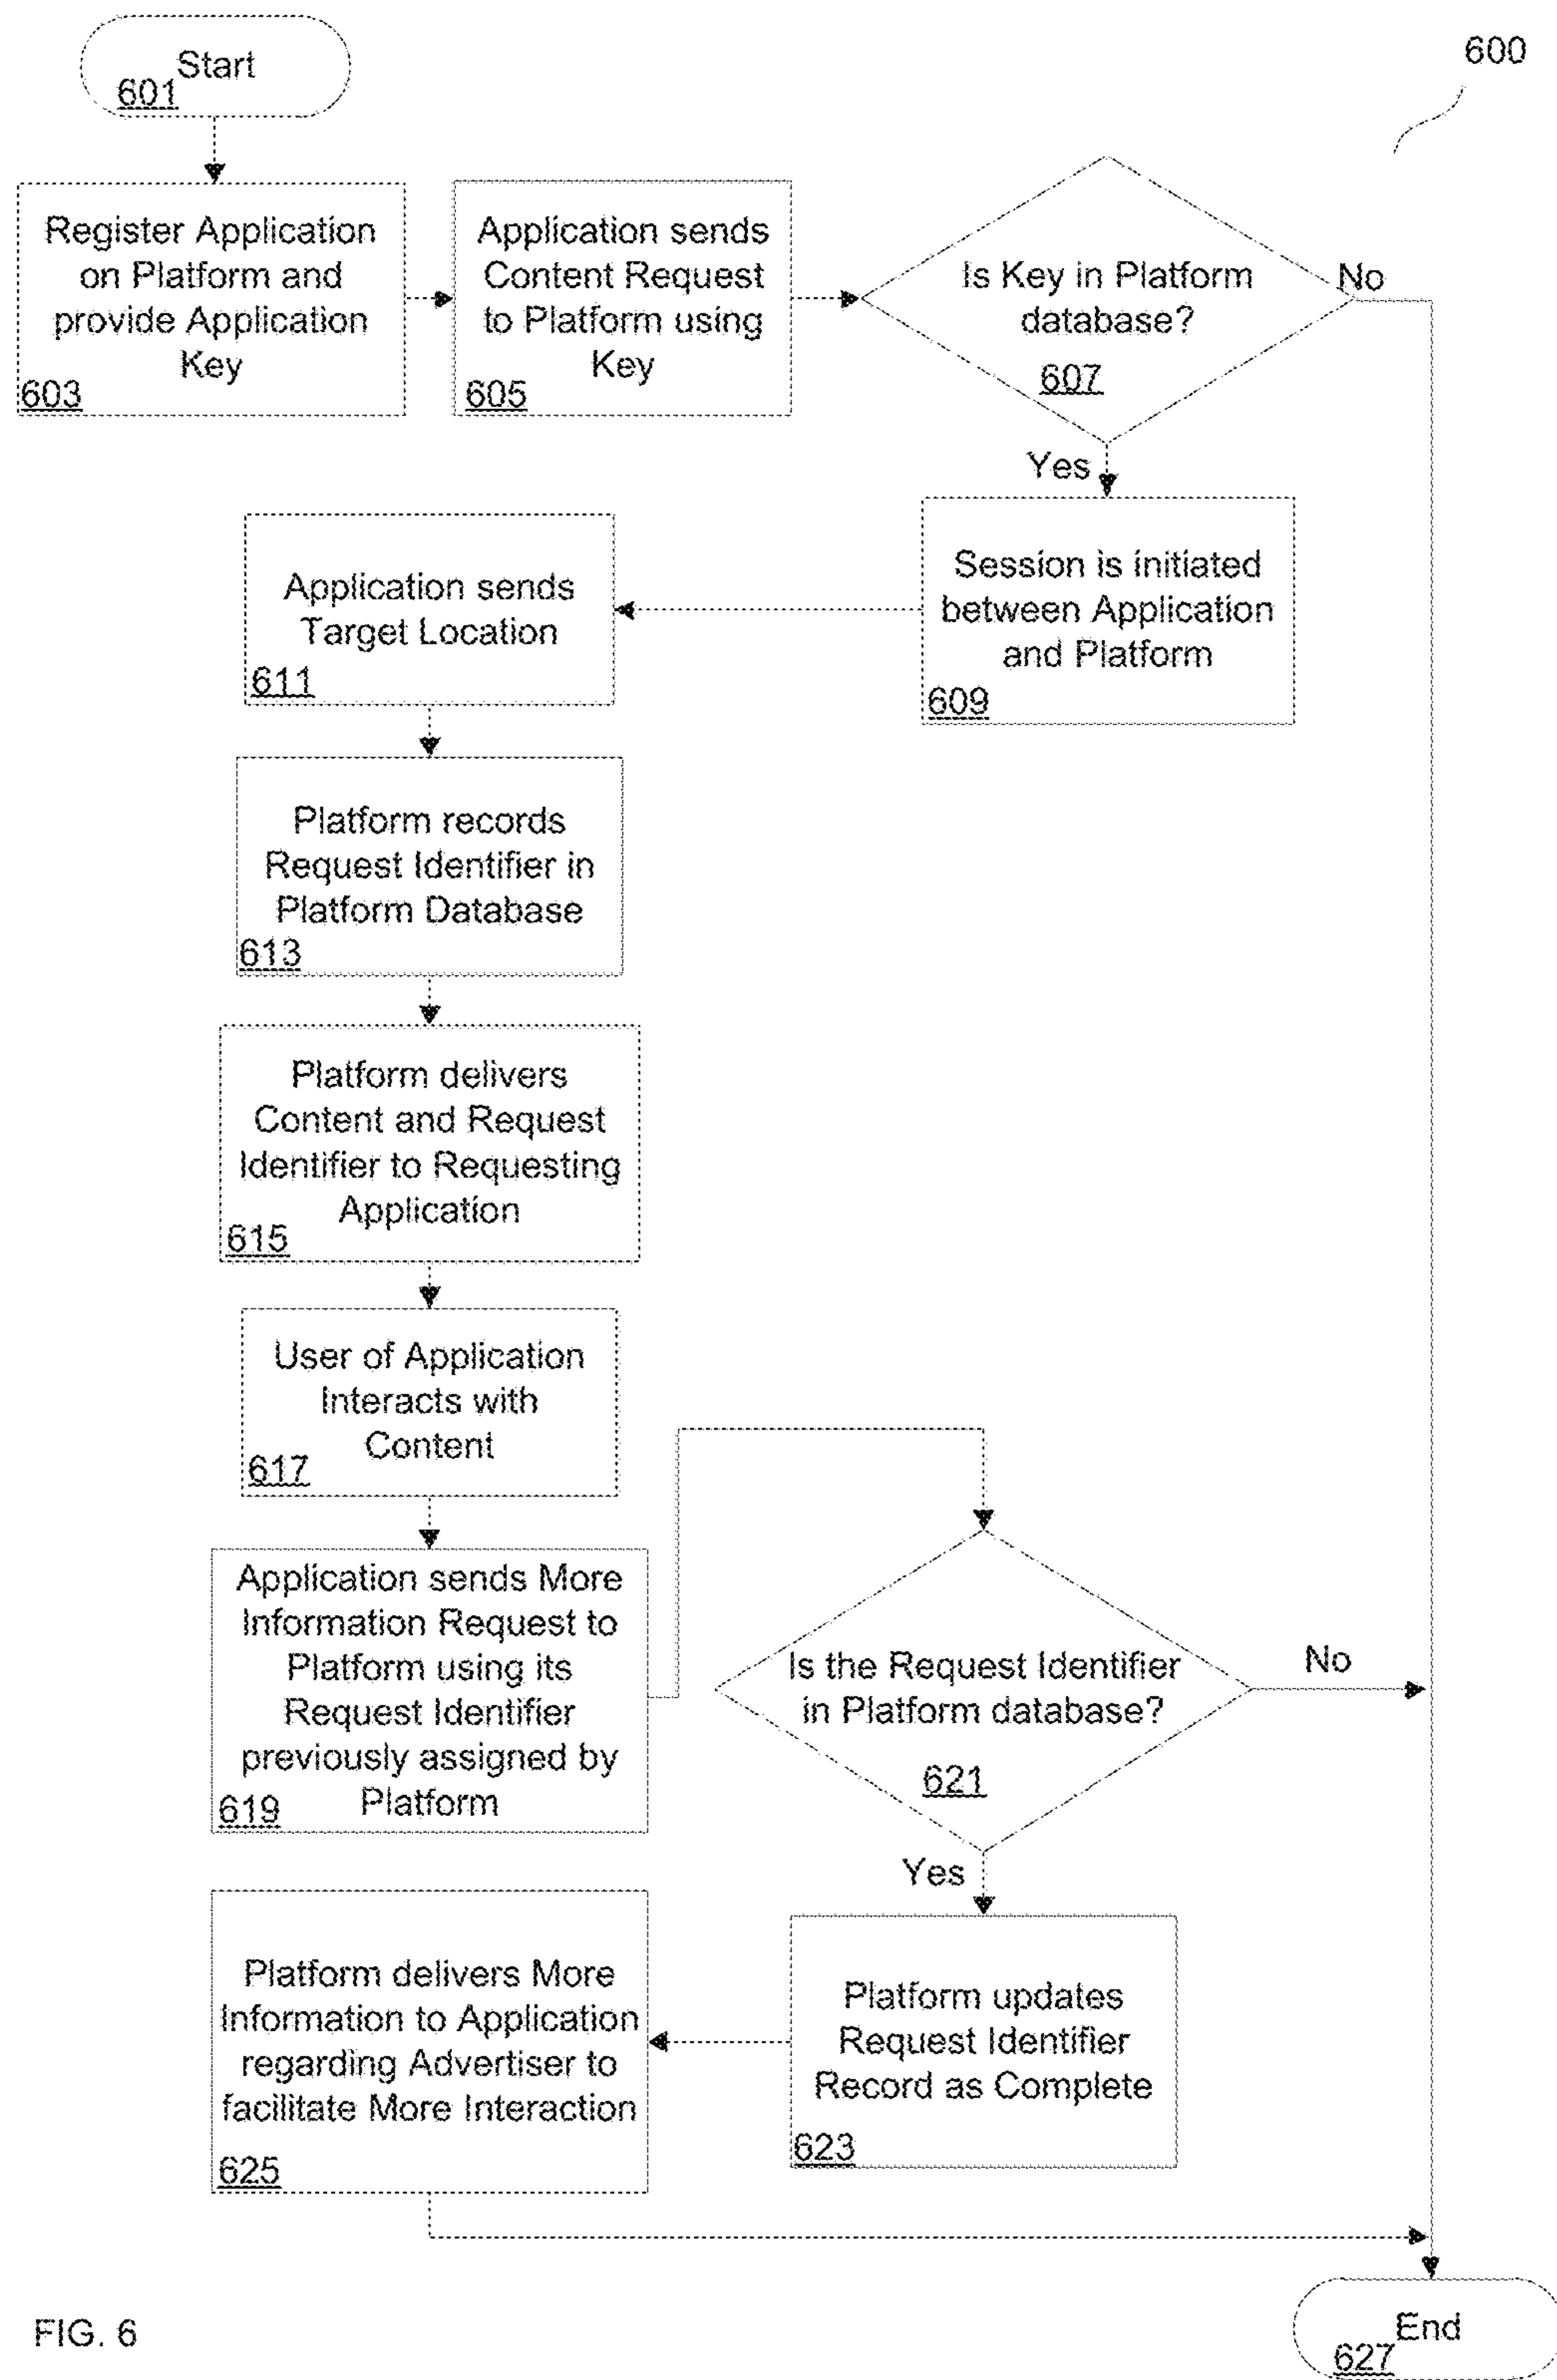 Start
601
600
Register Application
on Platform and
provide Application
Key
603
Application sends
Content Request
to Platform using
Key
605
Is Key in Platform
database?
607
No
Yes
Session is initiated
between Application
and Platform
609
Application sends
Target Location
611
Platform records
Request Identifier in
Platform Database
613
Platform delivers
Content and Request
Identifier to Requesting
Application
615
User of Application
Interacts with
Content
617
Application sends More
Information Request to
Platform using its
Request Identifier
previously assigned by
Platform
619
Is the Request Identifier
in Platform database?
621
No
Yes
Platform updates
Request Identifier
Record as Complete
623
Platform delivers More
Information to Application
regarding Advertiser to
facilitate More Interaction
625
End
627
FIG. 6